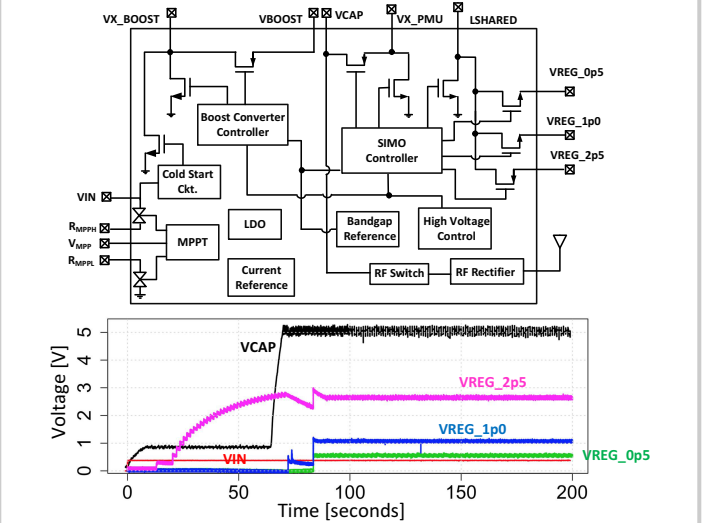 VX_BOOST
VBOOST
VCAP
VX_PMU
LSHARED
VREG_0p5
Boost Converter
Controller
VREG_1p0
SIMO
Controller
VREG_2p5
Cold Start
Ckt.
VIN
RMPPH
VMPP
RMPPL
MPPT
LDO
Bandgap
Reference
High Voltage
Control
Current
Reference
RF Switch
RF Rectifier
Voltage [V]
5
4
3
2
1
0
VCAP
VREG_2p5
VREG_1p0
VIN
VREG_0p5
0
50
100
150
200
Time [seconds]